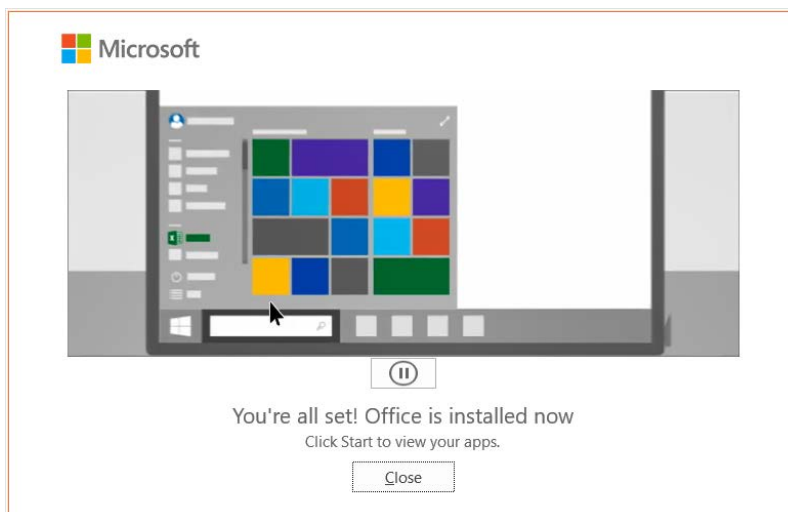 Microsoft
You're all set! Office is installed now
Click Start to view your apps.
Close